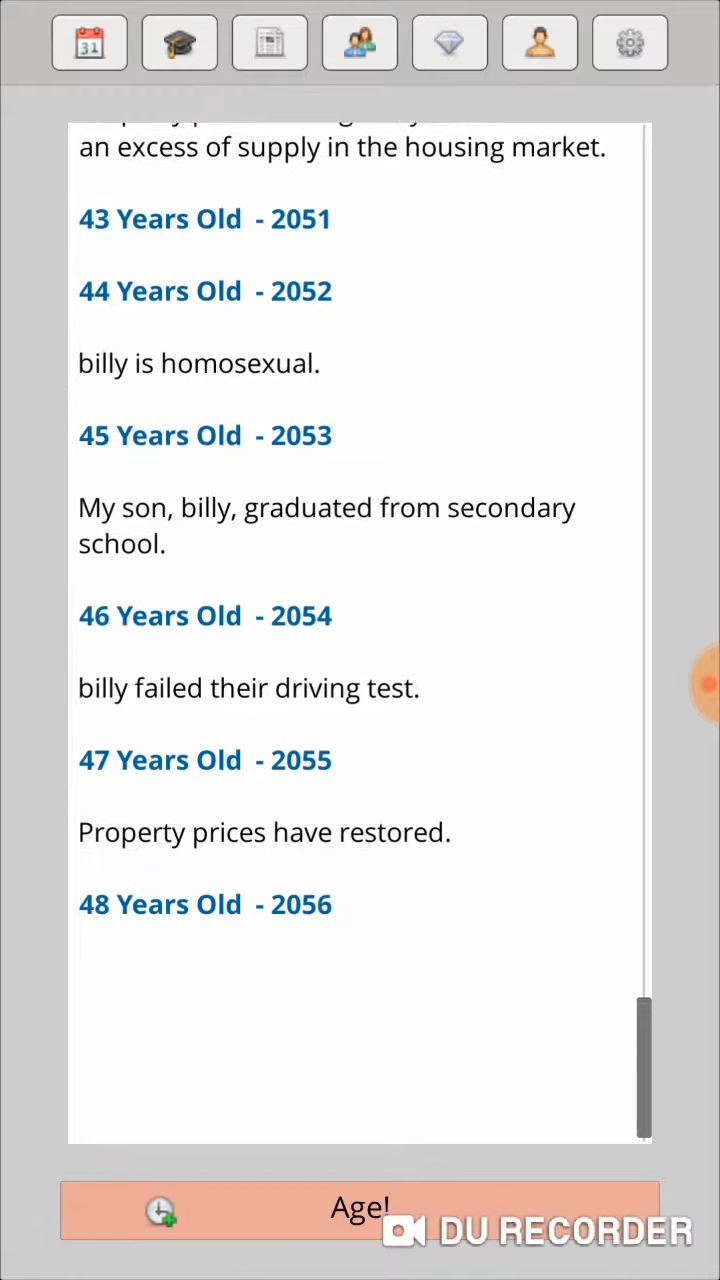 31
an excess of supply in the housing market.
43 Years Old - 2051
44 Years Old - 2052
billy is homosexual.
45 Years Old - 2053
My son, billy, graduated from secondary
school.
46 Years Old - 2054
billy failed their driving test.
47 Years Old - 2055
Property prices have restored.
48 Years Old - 2056
Age!
DU RECORDER